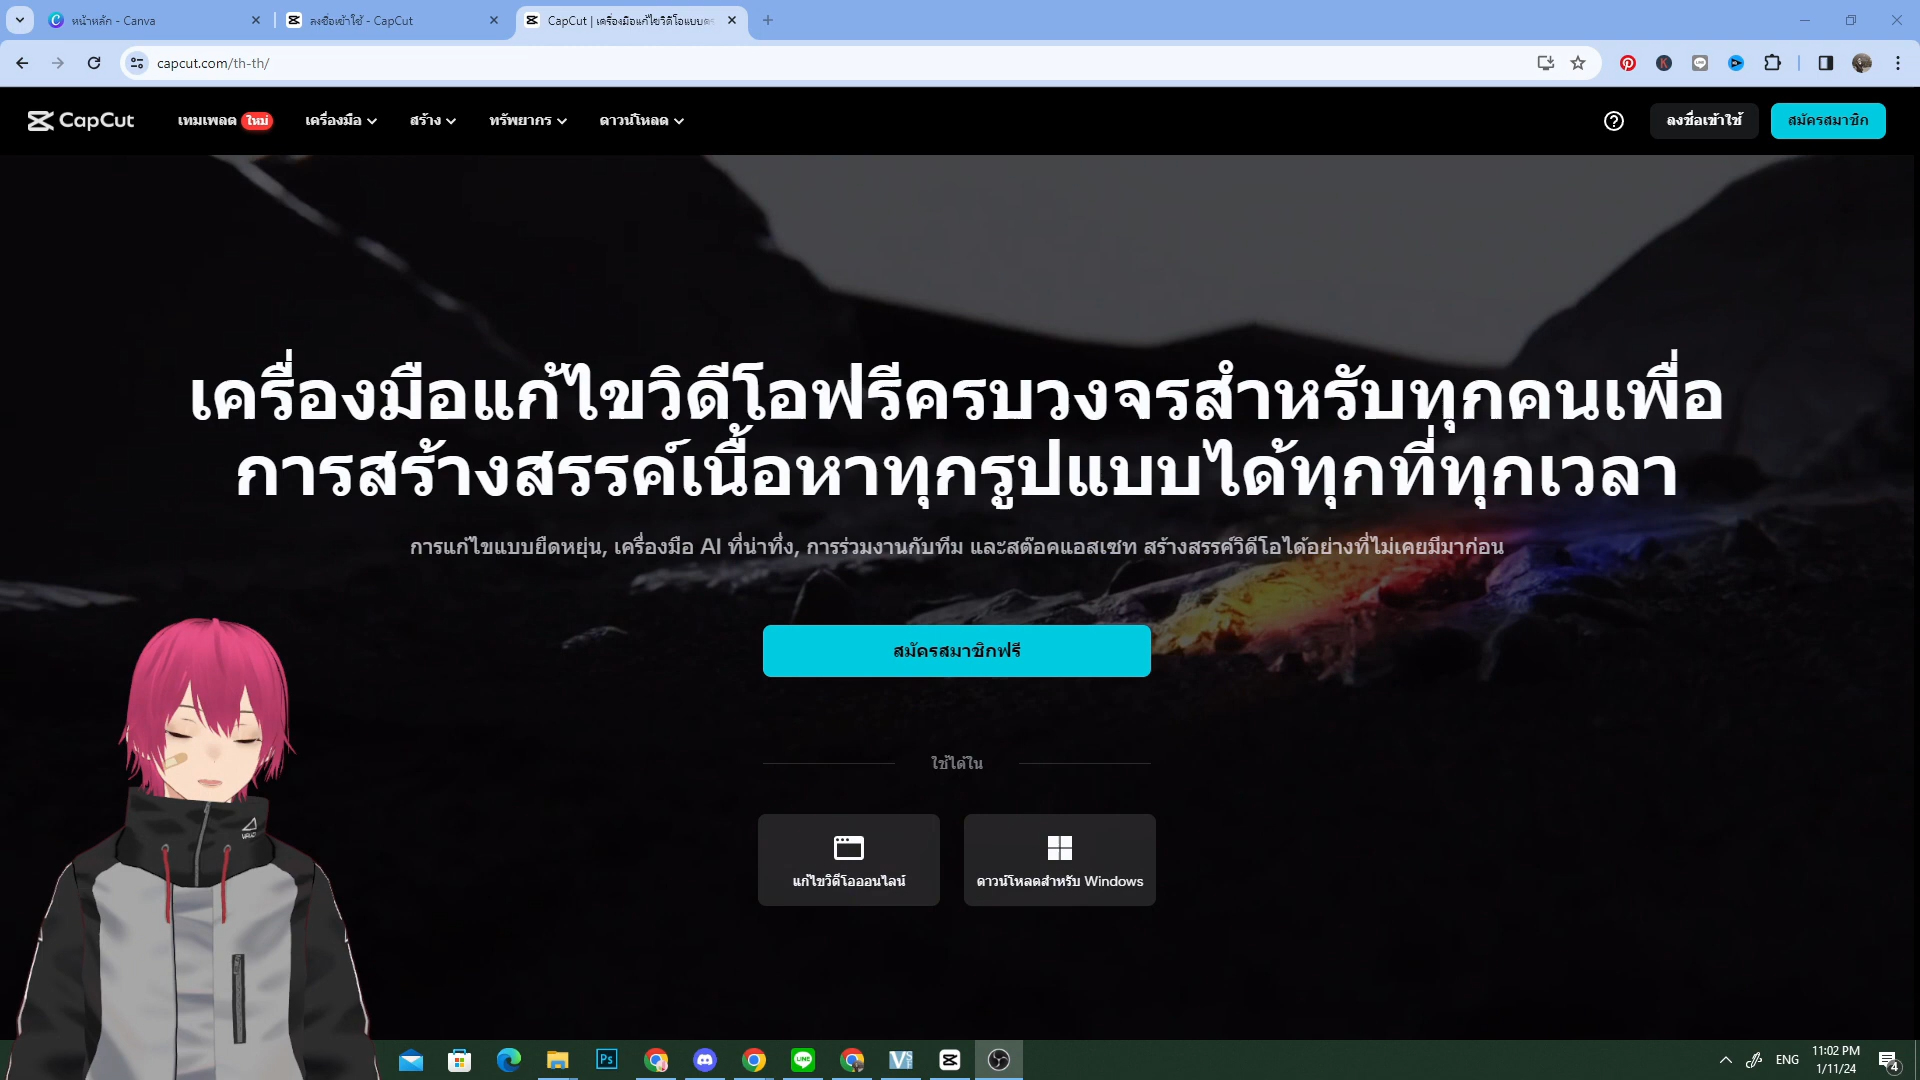 หน้าหลัก - Canva
ลงชื่อเข้าใช้ - CapCut
CapCut | เครื่องมือแก้ไขวิดีโอแบบคร
capcut.com/th-th/
CapCut
เทมเพลต ใหม่
เครื่องมือ
สร้าง
ทรัพยากร
ดาวน์โหลด
ลงชื่อเข้าใช้
สมัครสมาชิก
เครื่องมือแก้ไขวิดีโอฟรีครบวงจรสำหรับทุกคนเพื่อ
การสร้างสรรค์เนื้อหาทุกรูปแบบได้ทุกที่ทุกเวลา
การแก้ไขแบบยืดหยุ่น, เครื่องมือ AI ที่น่าทึ่ง, การร่วมงานกับทีม และสต๊อคแอสเซท สร้างสรรค์วิดีโอได้อย่างที่ไม่เคยมีมาก่อน
สมัครสมาชิกฟรี
ใช้ได้ใน
แก้ไขวิดีโอออนไลน์
ดาวน์โหลดสำหรับ Windows
Ps
LINE
ENG
11:02 PM
1/11/24
4